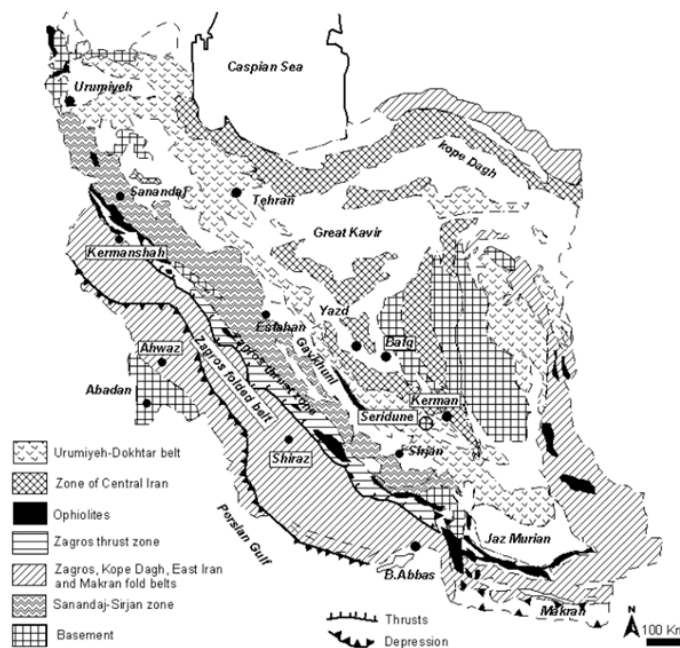 Caspian Sea
Urumiyeh
kope Dagh
Sanandaj
Tehran
Great Kavir
Kermanshah
Yazd
Esfahan
Gavkhuni
Bafq
Zagros thrust zone
Ahwaz
Zagros folded belt
Abadan
Kerman
Seridune
Sirjan
Shiraz
Persian Gulf
Jaz Murian
B.Abbas
Makran
Urumiyeh-Dokhtar belt
Zone of Central Iran
Ophiolites
Zagros thrust zone
Zagros, Kope Dagh, East Iran
and Makran fold belts
Sanandaj-Sirjan zone
Basement
Thrusts
Depression
N
100 Km